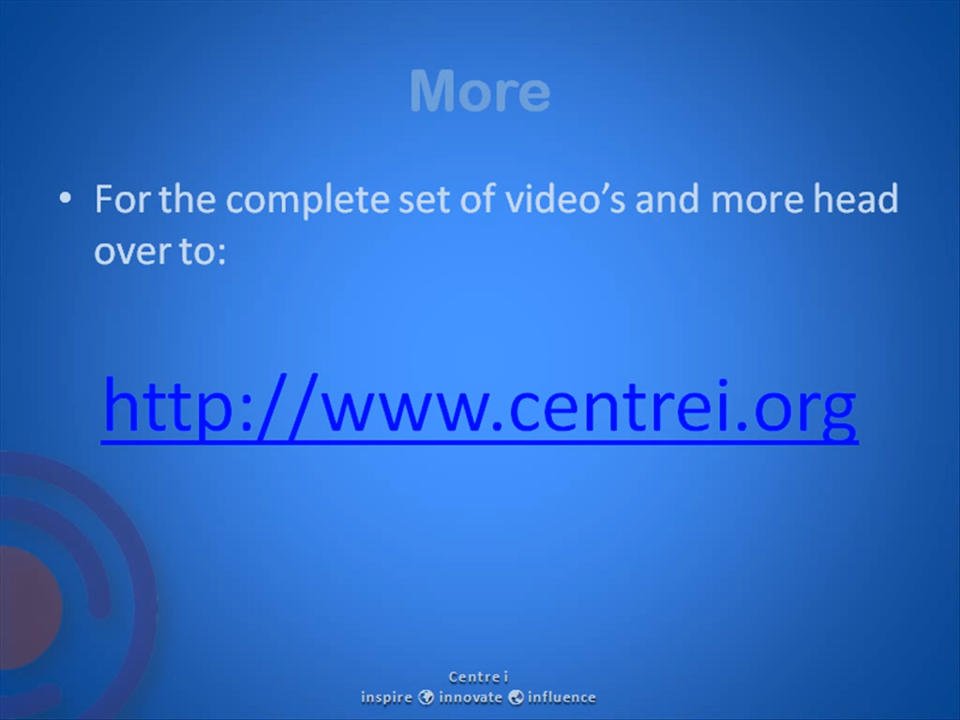 More
• For the complete set of video’s and more head
over to:
http://www.centrei.org
Centre i
inspire 🌍 innovate 🌏 influence